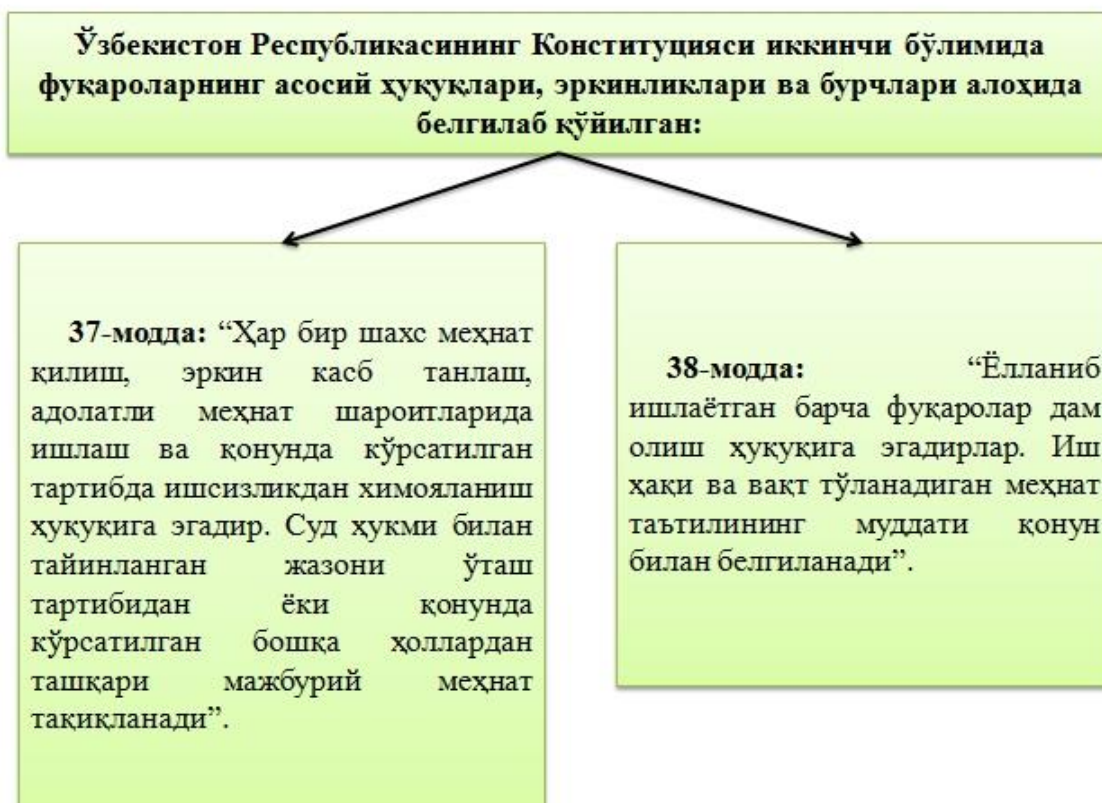 Ўзбекистон Республикасининг Конституцияси иккинчи бўлимида
фуқароларнинг асосий ҳуқуқлари, эркинликлари ва бурчлари алоҳида
белгилаб қўйилган:
37-модда: “Ҳар бир шахс меҳнат
қилиш, эркин касб танлаш,
адолатли меҳнат шароитларида
ишлаш ва қонунда кўрсатилган
тартибда ишсизликдан химояланиш
ҳуқуқига эгадир. Суд ҳукми билан
тайинланган жазони ўташ
тартибидан ёки қонунда
кўрсатилган бошқа ҳоллардан
ташқари мажбурий меҳнат
тақиқланади”.
38-модда: “Ёлланиб
ишлаётган барча фуқаролар дам
олиш ҳуқуқига эгадирлар. Иш
ҳақи ва вақт тўланадиган меҳнат
таътилининг муддати қонун
билан белгиланади”.